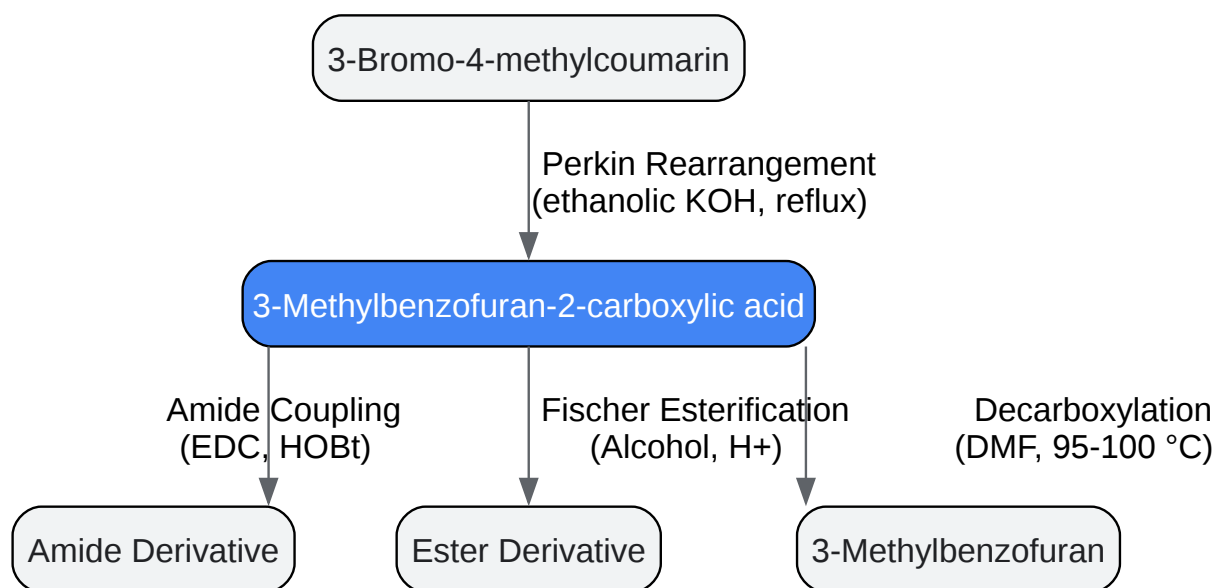 3-Bromo-4-methylcoumarin
Perkin Rearrangement
(ethanolic KOH, reflux)
3-Methylbenzofuran-2-carboxylic acid
Amide Coupling
(EDC, HOBt)
Fischer Esterification
(Alcohol, H+)
Decarboxylation
(DMF, 95-100 °C)
Amide Derivative
Ester Derivative
3-Methylbenzofuran